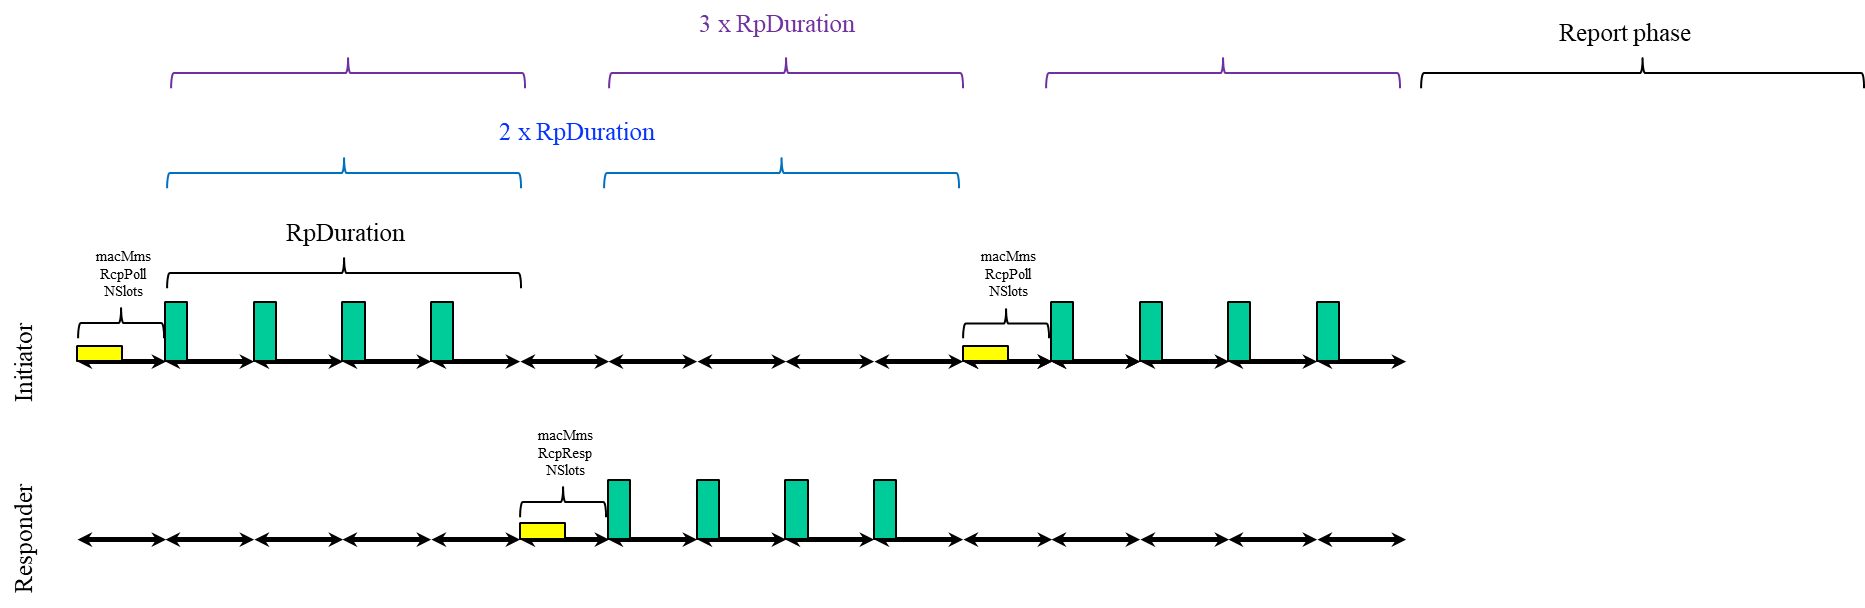 3 x RpDuration
Report phase
2 x RpDuration
RpDuration
macMms
RcpPoll
NSlots
macMms
RcpPoll
NSlots
Initiator
macMms
RcpResp
NSlots
Responder